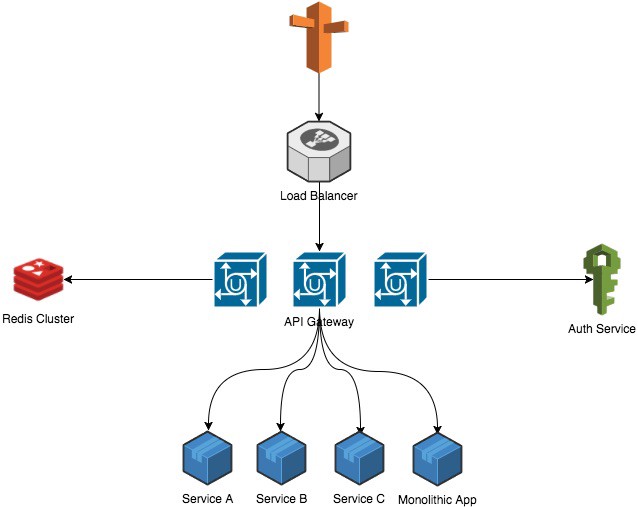 Load Balancer
Redis Cluster
API Gateway
Auth Service
Service A
Service B
Service C
Monolithic App